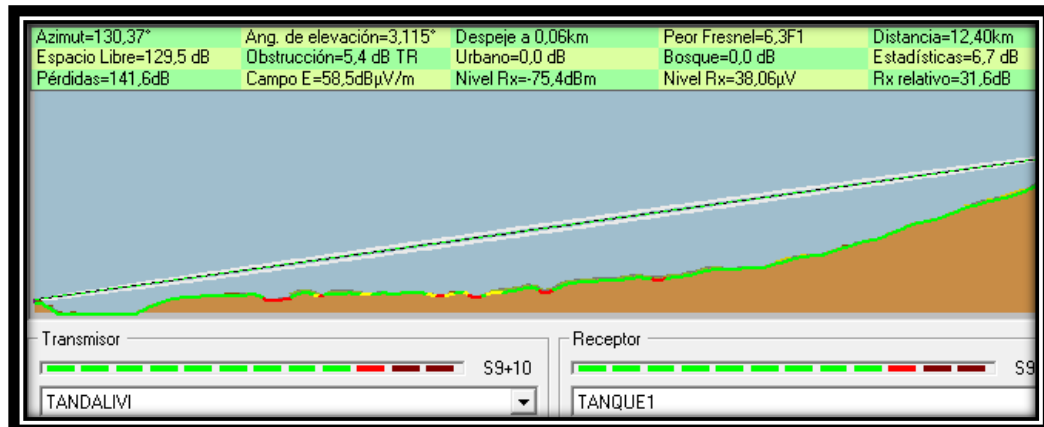 Azimut=130,37° Ang. de elevación=3,115° Despeje a 0,06km Peor Fresnel=6,3F1 Distancia=12,40km
Espacio Libre=129,5 dB Obstrucción=5,4 dB TR Urbano=0,0 dB Bosque=0,0 dB Estadísticas=6,7 dB
Pérdidas=141,6dB Campo E=58,5dBμV/m Nivel Rx=-75,4dBm Nivel Rx=38,06μV Rx relativo=31,6dB
Transmisor Receptor
S9+10 S9
TANDALIVI TANQUE1